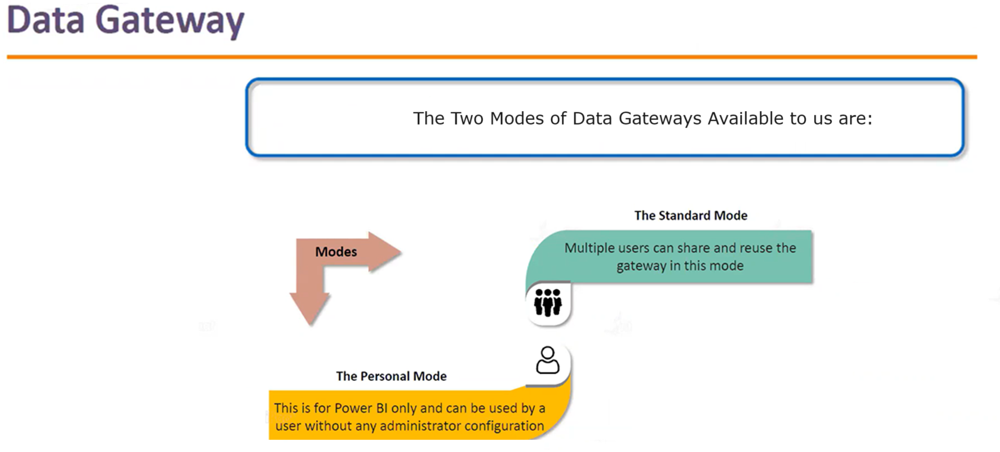 Data Gateway
The Two Modes of Data Gateways Available to us are:
The Standard Mode
Modes
Multiple users can share and reuse the
gateway in this mode
The Personal Mode
This is for Power BI only and can be used by a
user without any administrator configuration